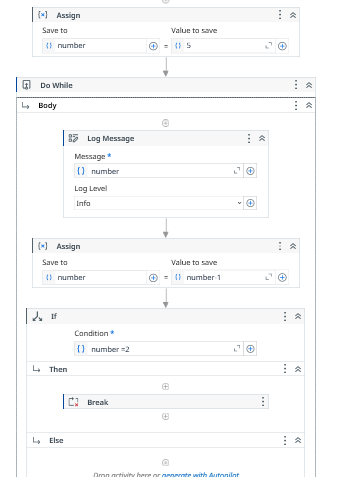 Assign
Save to Value to save
number = 5
Do While
Body
Log Message
Message *
number
Log Level
Info
Assign
Save to Value to save
number = number-1
If
Condition *
number =2
Then
Break
Else
Drop activity here or generate with Autopilot